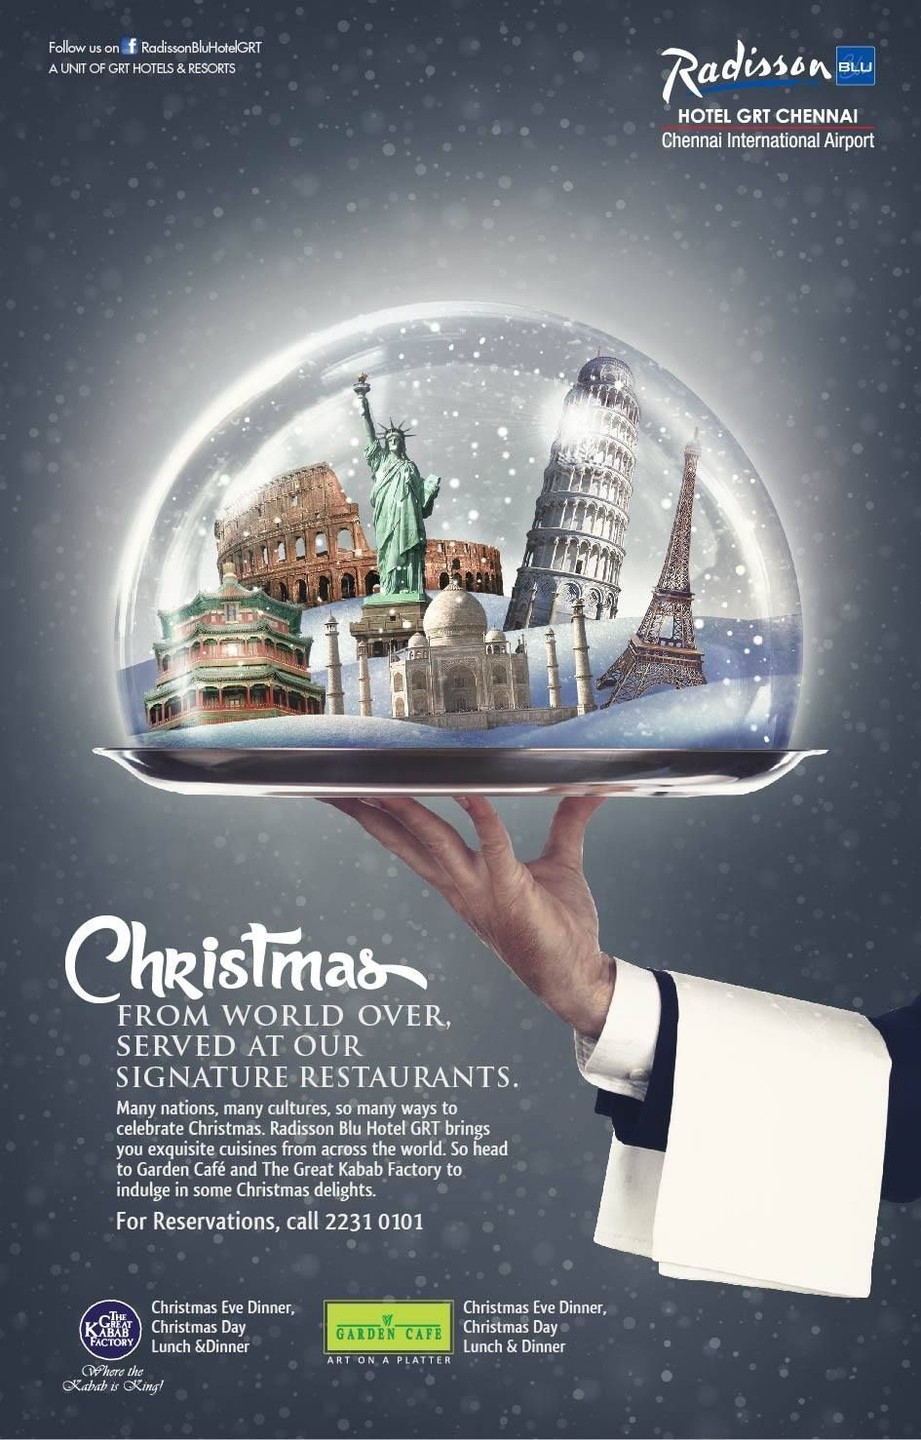 Follow us on f RadissonBluHotelGRT
A UNIT OF GRT HOTELS & RESORTS
Radisson BLU
HOTEL GRT CHENNAI
Chennai International Airport
Christmas
FROM WORLD OVER,
SERVED AT OUR
SIGNATURE RESTAURANTS.
Many nations, many cultures, so many ways to
celebrate Christmas. Radisson Blu Hotel GRT brings
you exquisite cuisines from across the world. So head
to Garden Café and The Great Kabab Factory to
indulge in some Christmas delights.
For Reservations, call 2231 0101
THE
GREAT
KABAB
FACTORY
Where the
Kabab is King!
Christmas Eve Dinner,
Christmas Day
Lunch &Dinner
GARDEN CAFE
ART ON A PLATTER
Christmas Eve Dinner,
Christmas Day
Lunch & Dinner